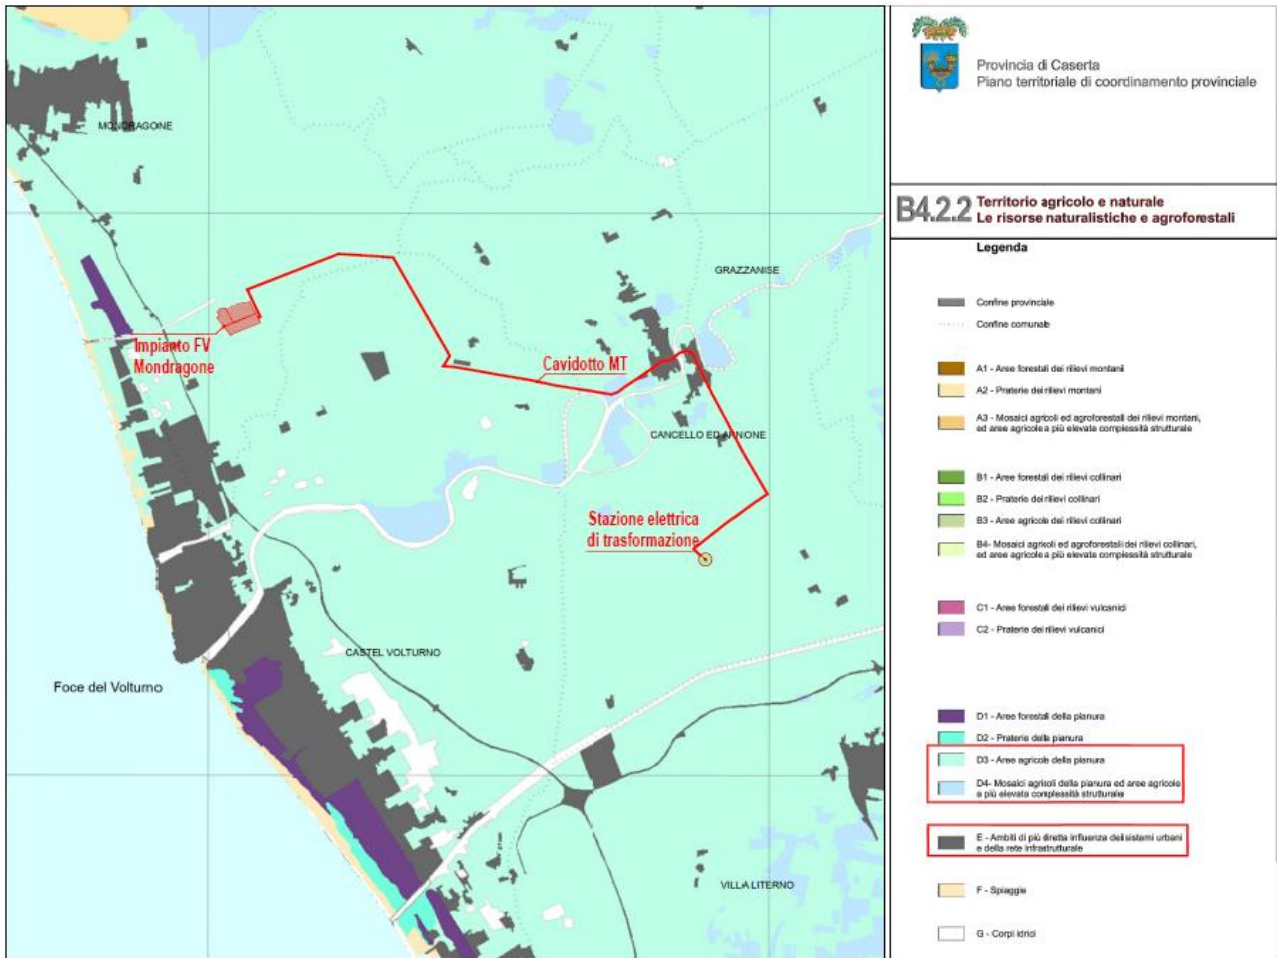 MONDRAGONE
GRAZZANISE
Impianto FV
Mondragone
Cavidotto MT
CANCELLO ED ARNONE
Stazione elettrica
di trasformazione
CASTEL VOLTURNO
Foce del Volturno
VILLA LITERNO
Provincia di Caserta
Piano territoriale di coordinamento provinciale
B4.2.2 Territorio agricolo e naturale
Le risorse naturalistiche e agroforestali
Legenda
Confine provinciale
Confine comunale
A1 - Aree forestali dei rilievi montani
A2 - Praterie dei rilievi montani
A3 - Mosaici agricoli ed agroforestali dei rilievi montani,
ed aree agricole a più elevata complessità strutturale
B1 - Aree forestali dei rilievi collinari
B2 - Praterie dei rilievi collinari
B3 - Aree agricole dei rilievi collinari
B4- Mosaici agricoli ed agroforestali dei rilievi collinari,
ed aree agricole a più elevata complessità strutturale
C1 - Aree forestali dei rilievi vulcanici
C2 - Praterie dei rilievi vulcanici
D1 - Aree forestali della pianura
D2 - Praterie della pianura
D3 - Aree agricole della pianura
D4- Mosaici agricoli della pianura ed aree agricole
a più elevata complessità strutturale
E - Ambiti di più diretta influenza dei sistemi urbani
e della rete infrastrutturale
F - Spiaggie
G - Corpi idrici